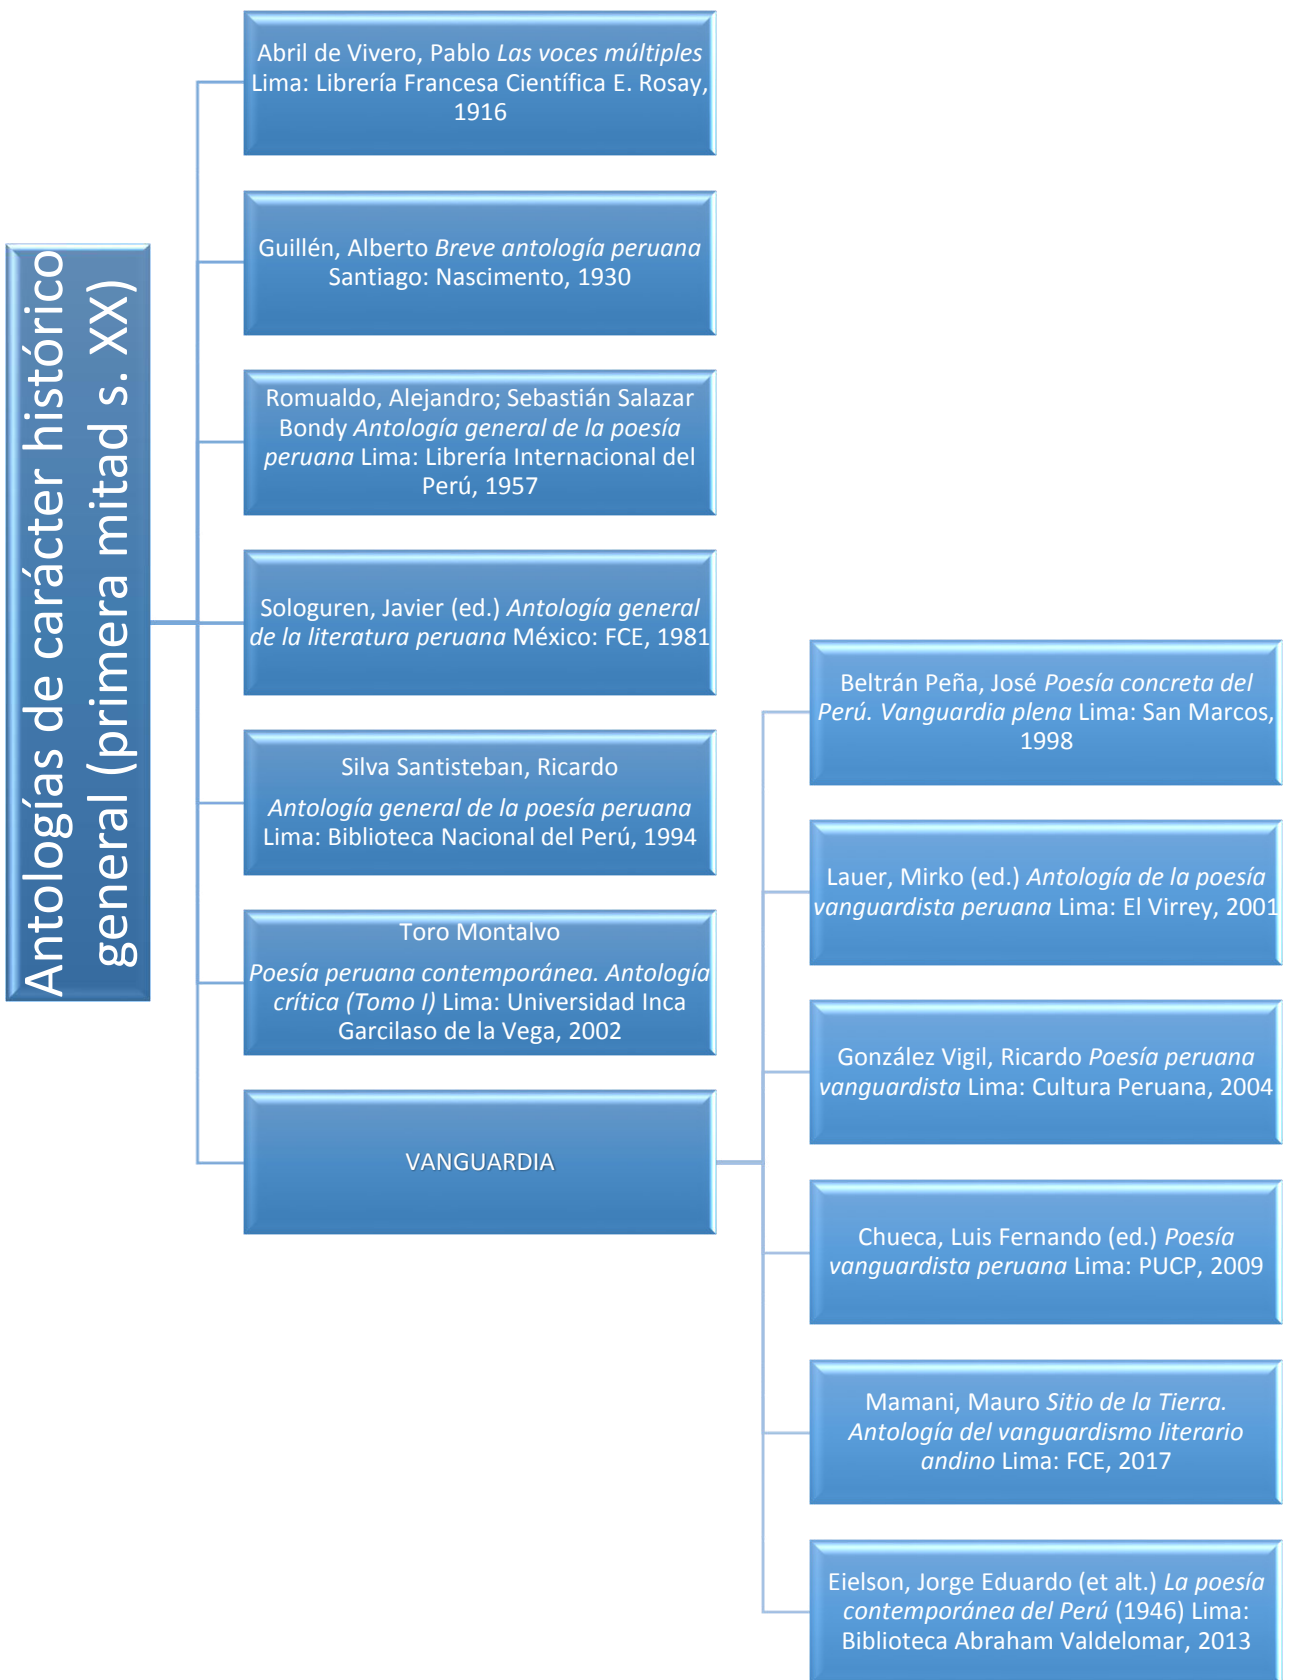 Antologías de carácter histórico
general (primera mitad s. XX)
Abril de Vivero, Pablo Las voces múltiples
Lima: Librería Francesa Científica E. Rosay,
1916
Guillén, Alberto Breve antología peruana
Santiago: Nascimento, 1930
Romualdo, Alejandro; Sebastián Salazar
Bondy Antología general de la poesía
peruana Lima: Librería Internacional del
Perú, 1957
Sologuren, Javier (ed.) Antología general
de la literatura peruana México: FCE, 1981
Silva Santisteban, Ricardo
Antología general de la poesía peruana
Lima: Biblioteca Nacional del Perú, 1994
Toro Montalvo
Poesía peruana contemporánea. Antología
crítica (Tomo I) Lima: Universidad Inca
Garcilaso de la Vega, 2002
VANGUARDIA
Beltrán Peña, José Poesía concreta del
Perú. Vanguardia plena Lima: San Marcos,
1998
Lauer, Mirko (ed.) Antología de la poesía
vanguardista peruana Lima: El Virrey, 2001
González Vigil, Ricardo Poesía peruana
vanguardista Lima: Cultura Peruana, 2004
Chueca, Luis Fernando (ed.) Poesía
vanguardista peruana Lima: PUCP, 2009
Mamani, Mauro Sitio de la Tierra.
Antología del vanguardismo literario
andino Lima: FCE, 2017
Eielson, Jorge Eduardo (et alt.) La poesía
contemporánea del Perú (1946) Lima:
Biblioteca Abraham Valdelomar, 2013